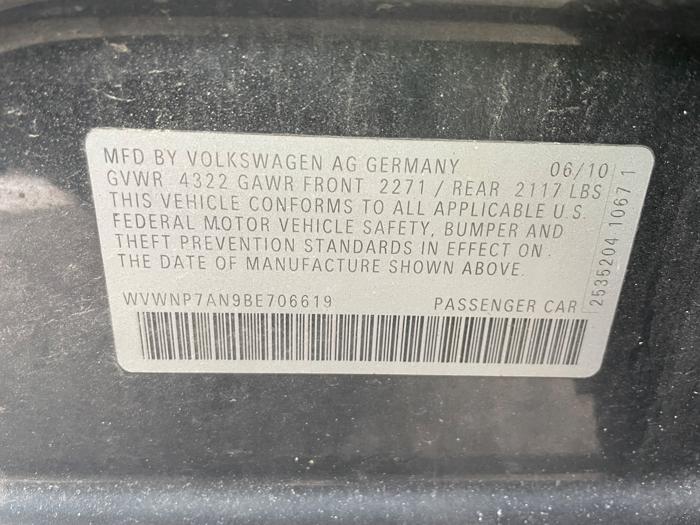 MFD BY VOLKSWAGEN AG GERMANY 06/10
GVWR 4322 GAWR FRONT 2271 / REAR 2117 LBS
THIS VEHICLE CONFORMS TO ALL APPLICABLE U.S.
FEDERAL MOTOR VEHICLE SAFETY, BUMPER AND
THEFT PREVENTION STANDARDS IN EFFECT ON
THE DATE OF MANUFACTURE SHOWN ABOVE.
WVWNP7AN9BE706619 PASSENGER CAR
2535204 1067 1